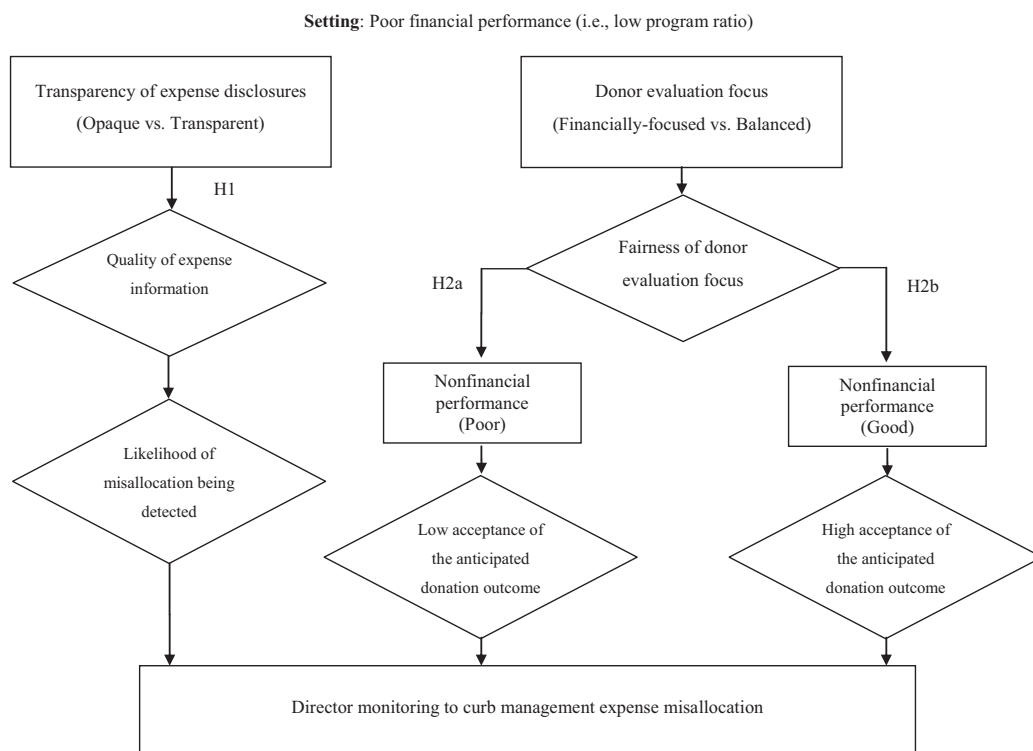 Setting: Poor financial performance (i.e., low program ratio)
Transparency of expense disclosures
(Opaque vs. Transparent)
Donor evaluation focus
(Financially-focused vs. Balanced)
H1
Quality of expense
information
Fairness of donor
evaluation focus
H2a
H2b
Nonfinancial
performance
(Poor)
Nonfinancial
performance
(Good)
Likelihood of
misallocation being
detected
Low acceptance of
the anticipated
donation outcome
High acceptance of
the anticipated
donation outcome
Director monitoring to curb management expense misallocation